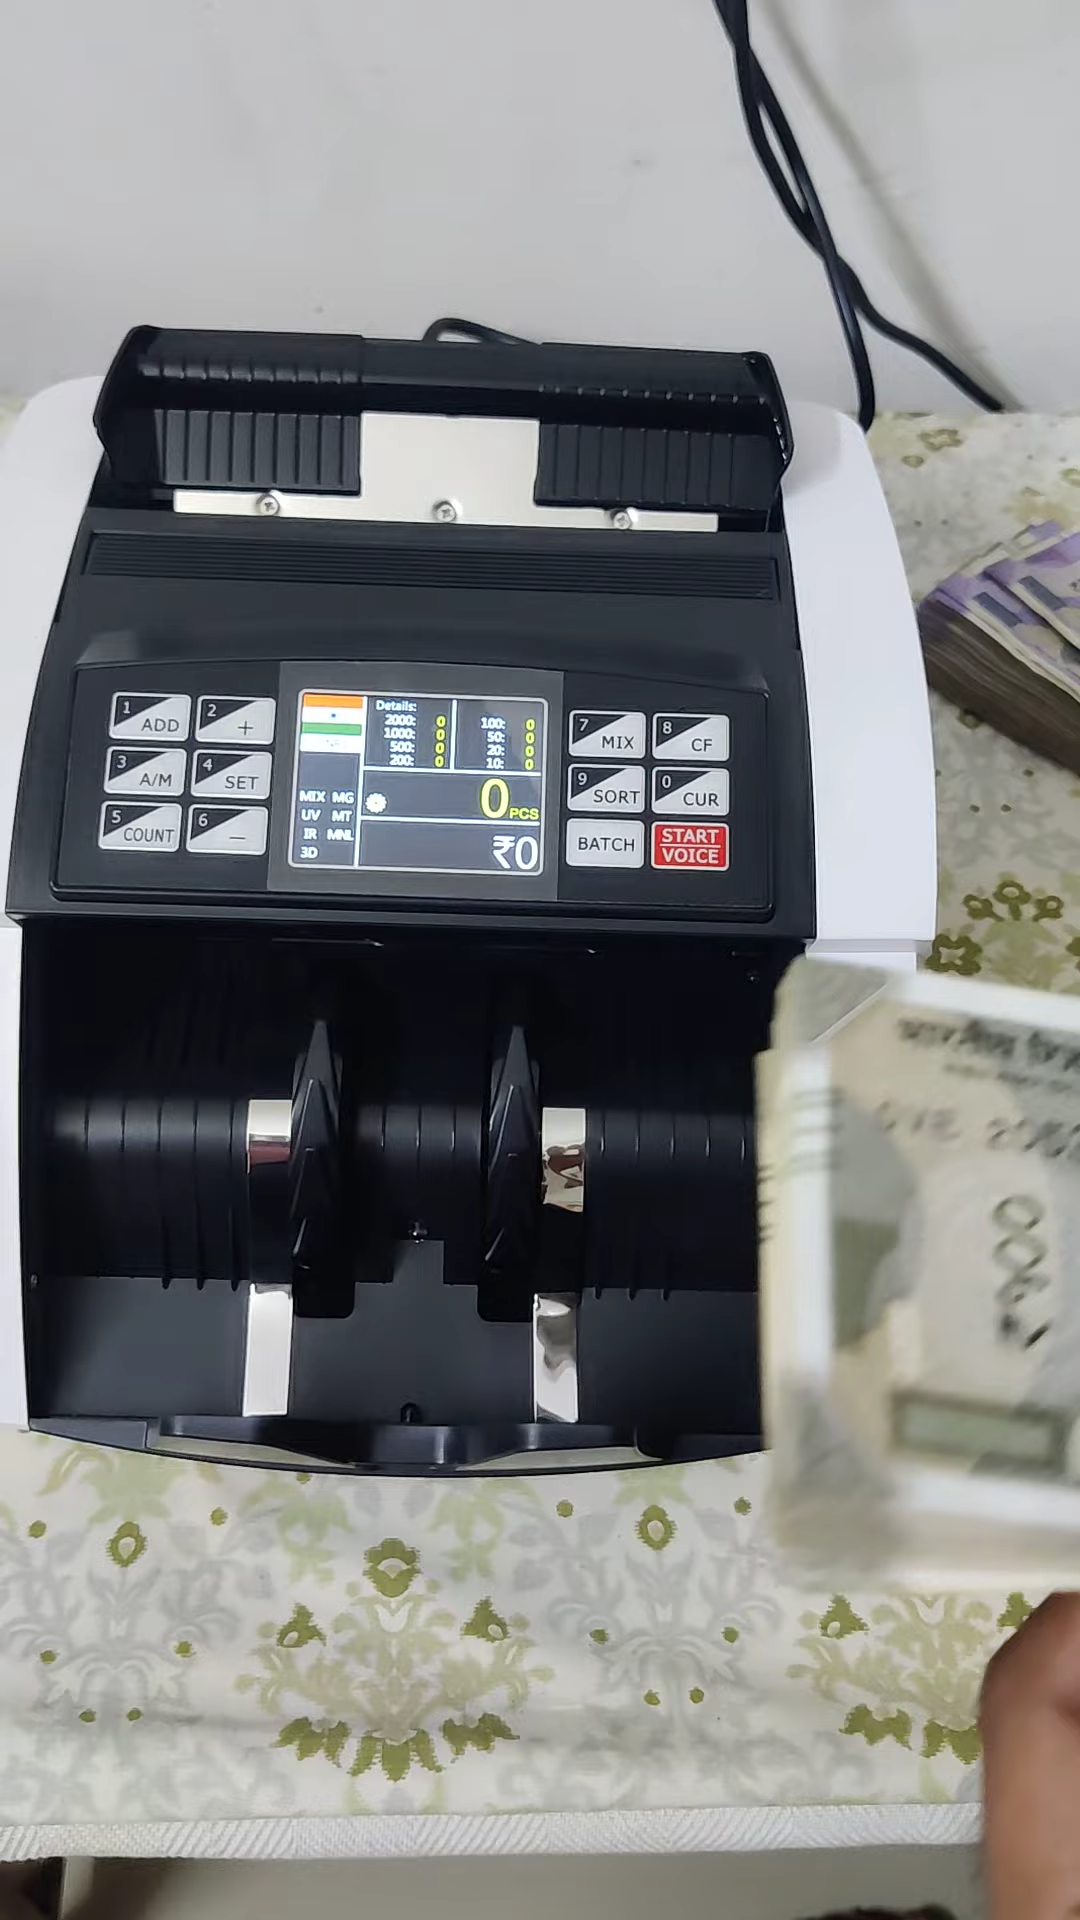 1 ADD
2 +
3 A/M
4 SET
5 COUNT
6 —
Details:
2000: 0
1000: 0
500: 0
200: 0
100: 0
50: 0
20: 0
10: 0
MIX MG
UV MT
IR MNL
3D
0 PCS
₹0
7 MIX
8 CF
9 SORT
0 CUR
BATCH
START
VOICE
₹500